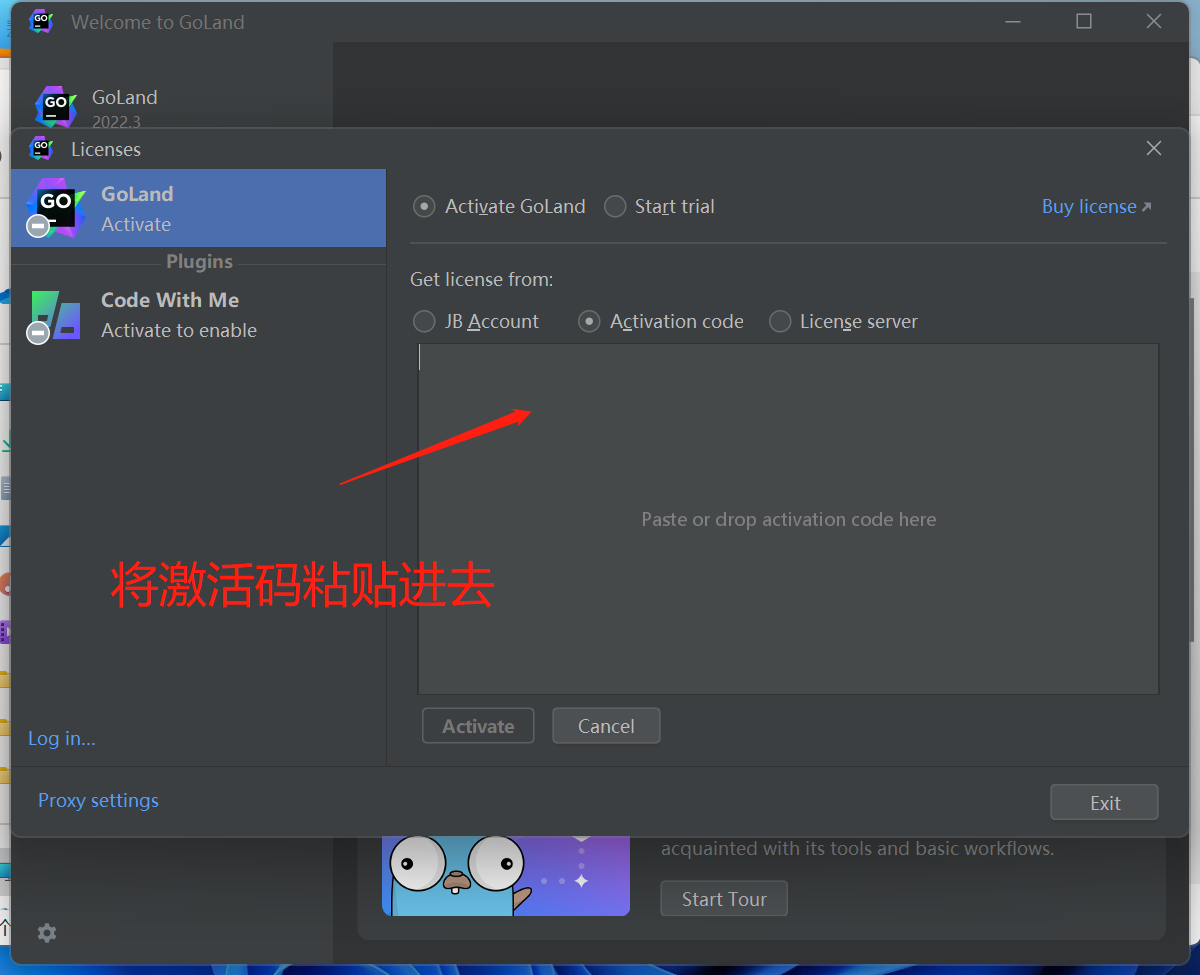 Welcome to GoLand
GoLand
2022.3
Licenses
GoLand
Activate
Plugins
Code With Me
Activate to enable
Activate GoLand
Start trial
Buy license
Get license from:
JB Account
Activation code
License server
Paste or drop activation code here
将激活码粘贴进去
Activate
Cancel
Log in...
Proxy settings
Exit
acquainted with its tools and basic workflows.
Start Tour